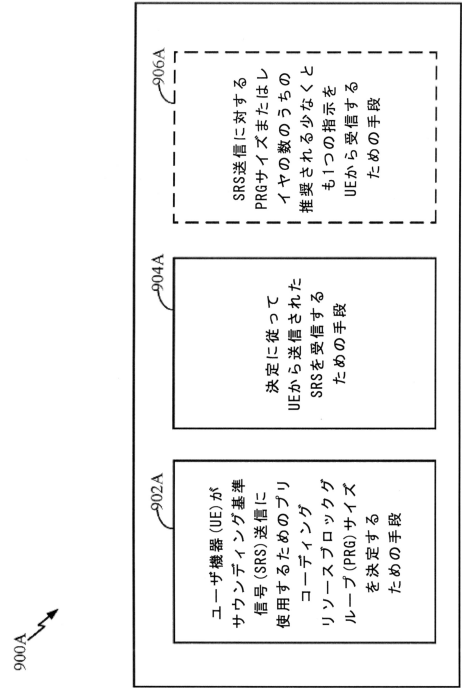 900A
902A
ユーザ機器(UE)が
サウンディング基準
信号(SRS)送信に
使用するためのプリ
コーディング
リソースブロックグ
ループ(PRG)サイズ
を決定する
ための手段
904A
決定に従って
UEから送信された
SRSを受信する
ための手段
906A
SRS送信に対する
PRGサイズまたはレ
イヤの数のうちの
推奨される少なくと
も1つの指示を
UEから受信する
ための手段